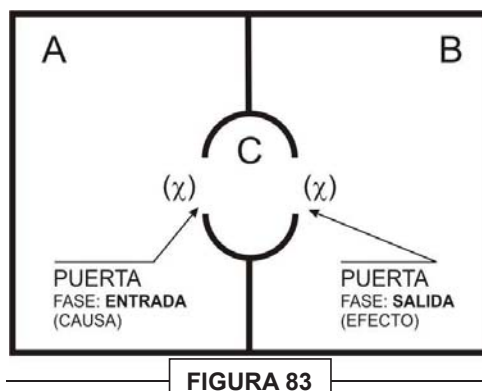 A
B
C
(χ)
(χ)
PUERTA
FASE: ENTRADA
(CAUSA)
PUERTA
FASE: SALIDA
(EFECTO)
FIGURA 83